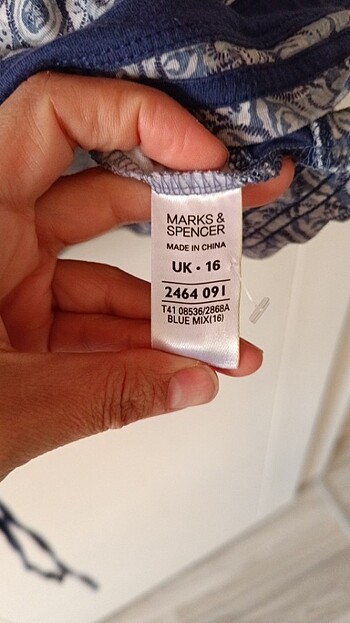 MARKS &
SPENCER
MADE IN CHINA
UK • 16
2464 091
T41 08536/2868A
BLUE MIX(16)